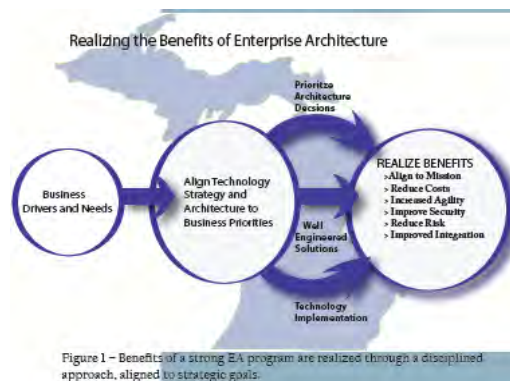 Realizing the Benefits of Enterprise Architecture
Prioritze
Architecture
Decsions
Business
Drivers and Needs
Align Technology
Strategy and
Architecture to
Business Priorities
Well
Engineered
Solutions
Technology
Implementation
REALIZE BENEFITS
>Align to Mission
>Reduce Costs
>Increased Agility
>Improve Security
>Reduce Risk
>Improved Integration
Figure 1 – Benefits of a strong EA program are realized through a disciplined
approach, aligned to strategic goals.